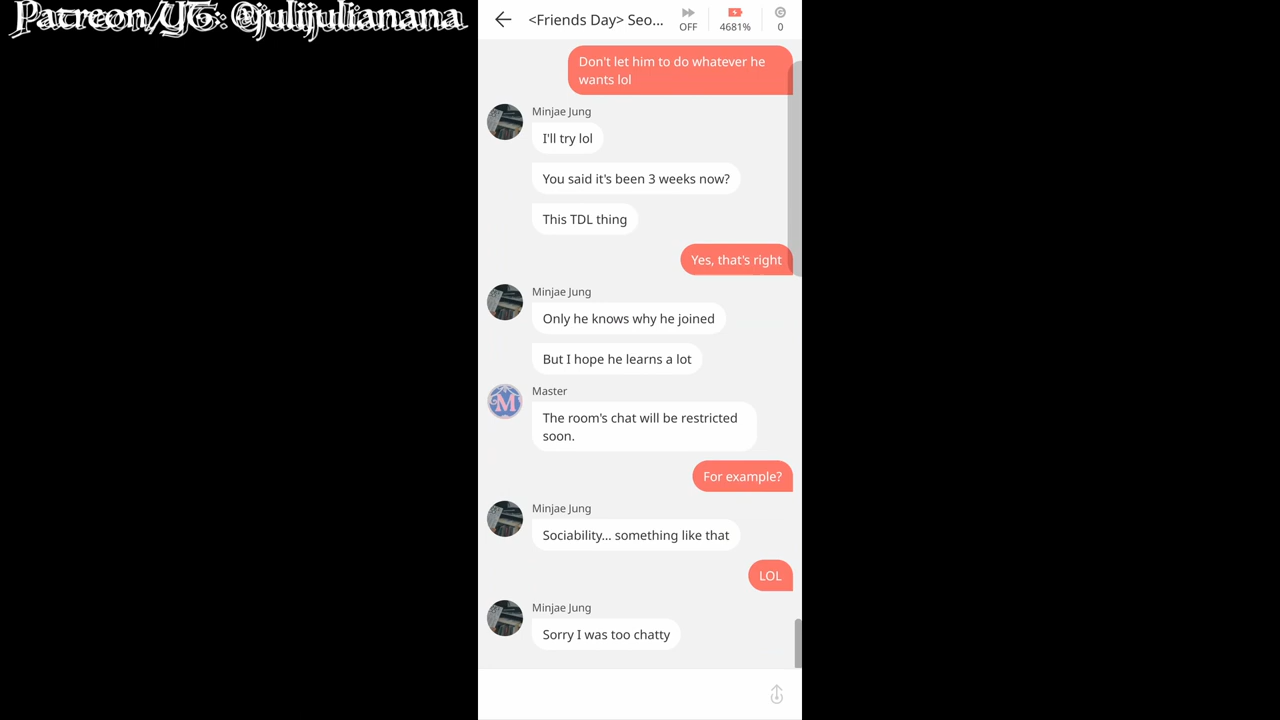 Patreon/YT: @julijulianana
<Friends Day> Seo...
OFF
4681%
0
Don't let him to do whatever he
wants lol
Minjae Jung
I'll try lol
You said it's been 3 weeks now?
This TDL thing
Yes, that's right
Minjae Jung
Only he knows why he joined
But I hope he learns a lot
M
Master
The room's chat will be restricted
soon.
For example?
Minjae Jung
Sociability... something like that
LOL
Minjae Jung
Sorry I was too chatty